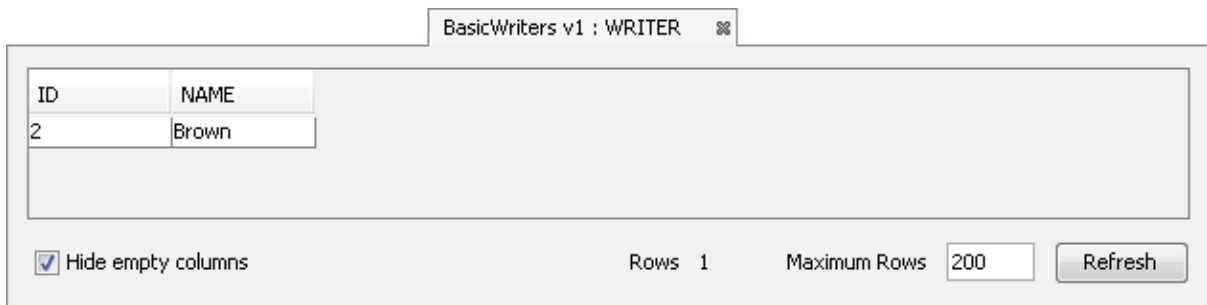 BasicWriters v1 : WRITER
ID NAME
2 Brown
Hide empty columns Rows 1 Maximum Rows 200 Refresh